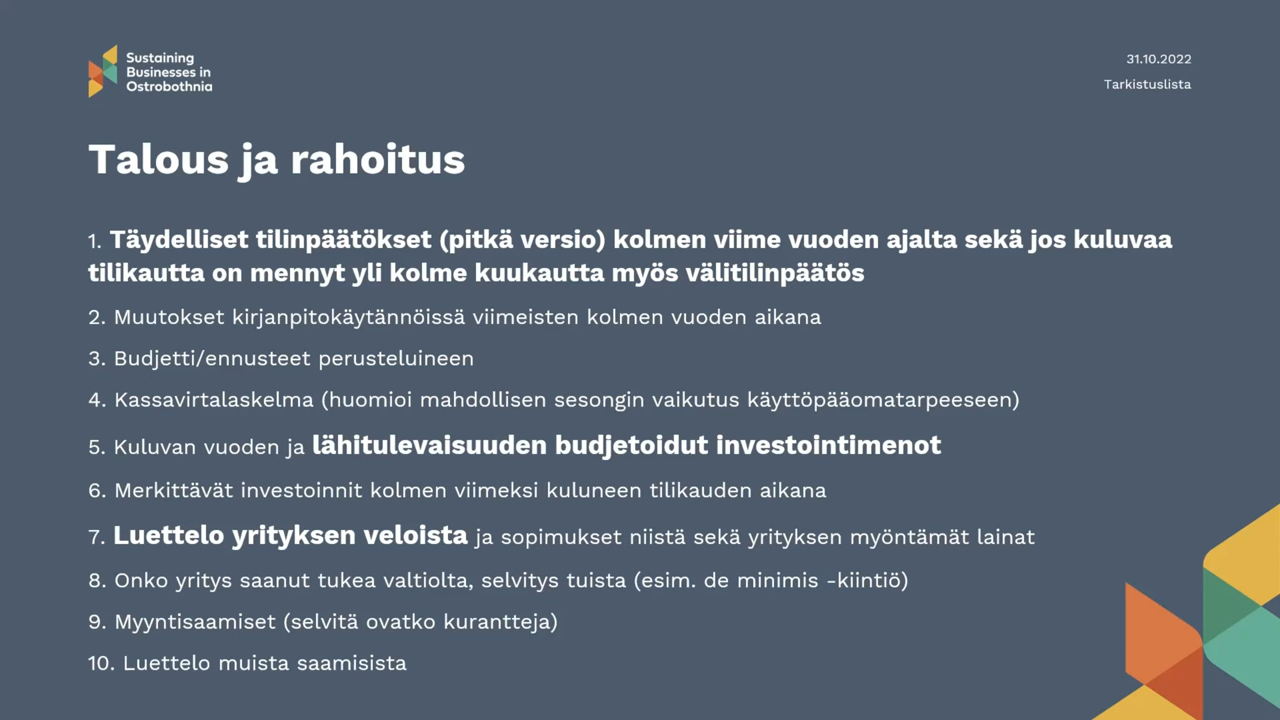 Sustaining
Businesses in
Ostrobothnia
31.10.2022
Tarkistuslista
Talous ja rahoitus
1. Täydelliset tilinpäätökset (pitkä versio) kolmen viime vuoden ajalta sekä jos kuluvaa
tilikautta on mennyt yli kolme kuukautta myös välitilinpäätös
2. Muutokset kirjanpitokäytännöissä viimeisten kolmen vuoden aikana
3. Budjetti/ennusteet perusteluineen
4. Kassavirtalaskelma (huomioi mahdollisen sesongin vaikutus käyttöpääomatarpeeseen)
5. Kuluvan vuoden ja lähitulevaisuuden budjetoidut investointimenot
6. Merkittävät investoinnit kolmen viimeksi kuluneen tilikauden aikana
7. Luettelo yrityksen veloista ja sopimukset niistä sekä yrityksen myöntämät lainat
8. Onko yritys saanut tukea valtiolta, selvitys tuista (esim. de minimis -kiintiö)
9. Myyntisaamiset (selvitä ovatko kurantteja)
10. Luettelo muista saamisista